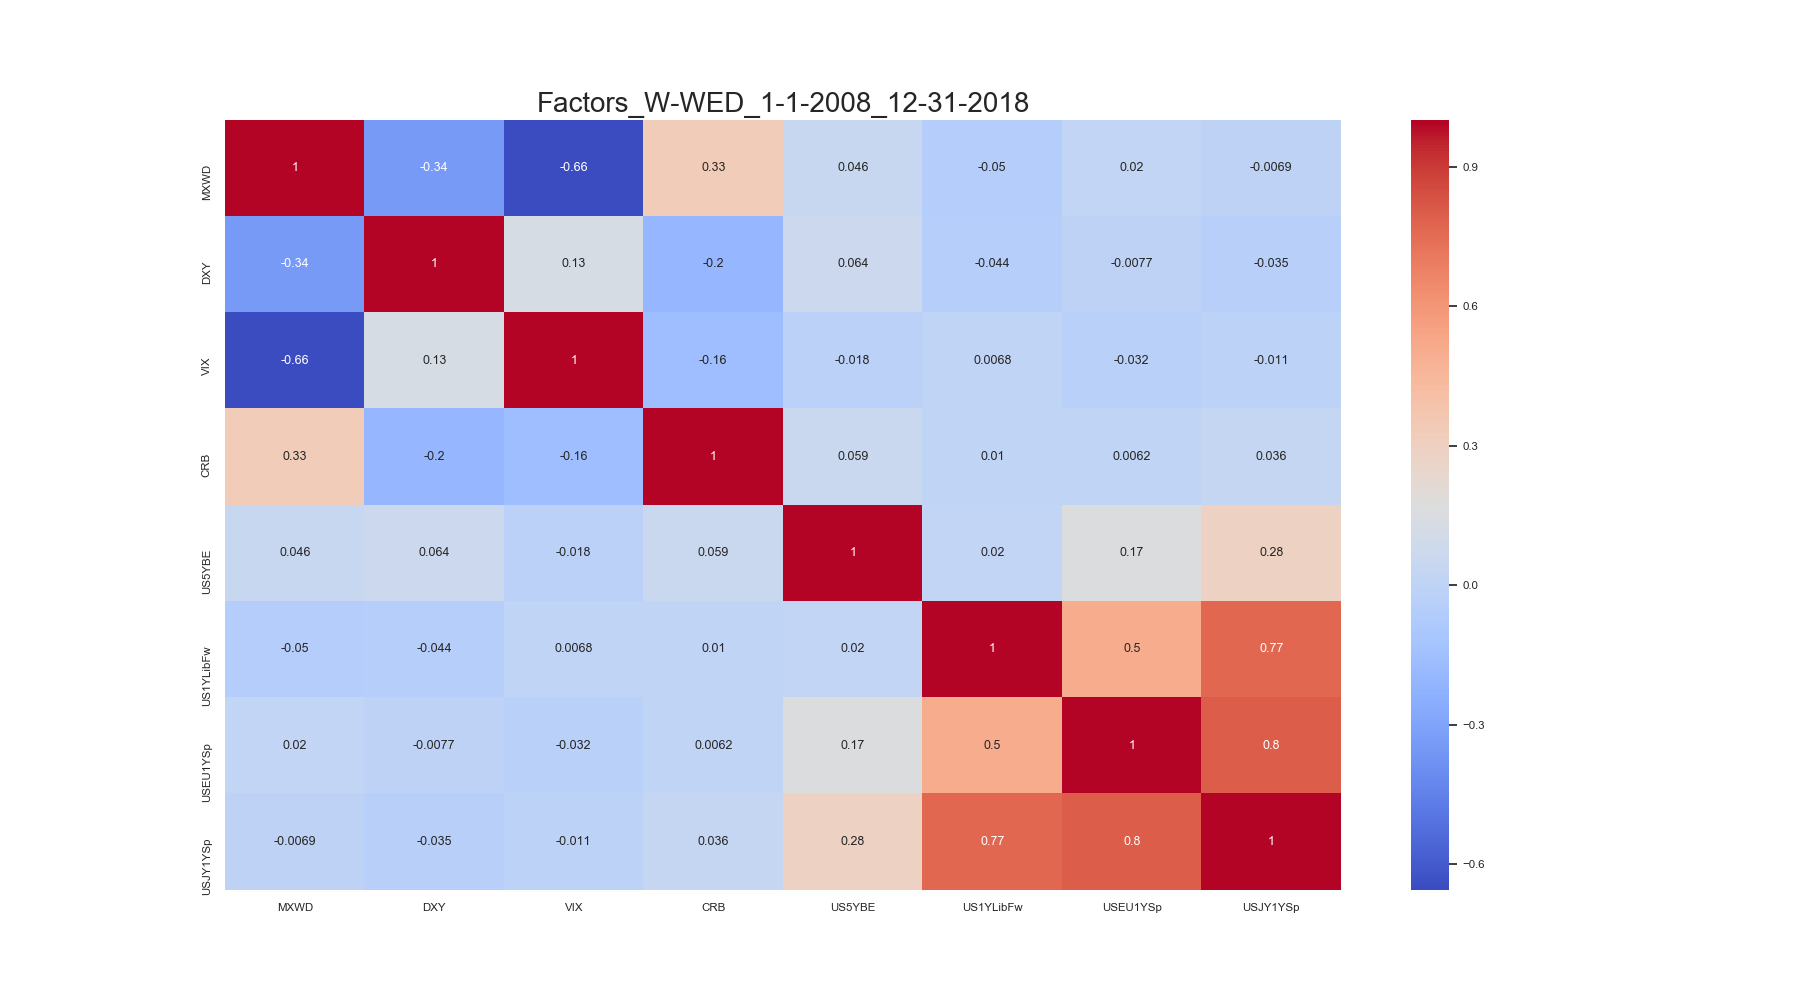 Factors_W-WED_1-1-2008_12-31-2018
MXWD 1 -0.34 -0.66 0.33 0.046 -0.05 0.02 -0.0069
DXY -0.34 1 0.13 -0.2 0.064 -0.044 -0.0077 -0.035
VIX -0.66 0.13 1 -0.16 -0.018 0.0068 -0.032 -0.011
CRB 0.33 -0.2 -0.16 1 0.059 0.01 0.0062 0.036
US5YBE 0.046 0.064 -0.018 0.059 1 0.02 0.17 0.28
US1YLibFw -0.05 -0.044 0.0068 0.01 0.02 1 0.5 0.77
USEU1YSp 0.02 -0.0077 -0.032 0.0062 0.17 0.5 1 0.8
USJY1YSp -0.0069 -0.035 -0.011 0.036 0.28 0.77 0.8 1
MXWD DXY VIX CRB US5YBE US1YLibFw USEU1YSp USJY1YSp
0.9
0.6
0.3
0.0
−0.3
−0.6